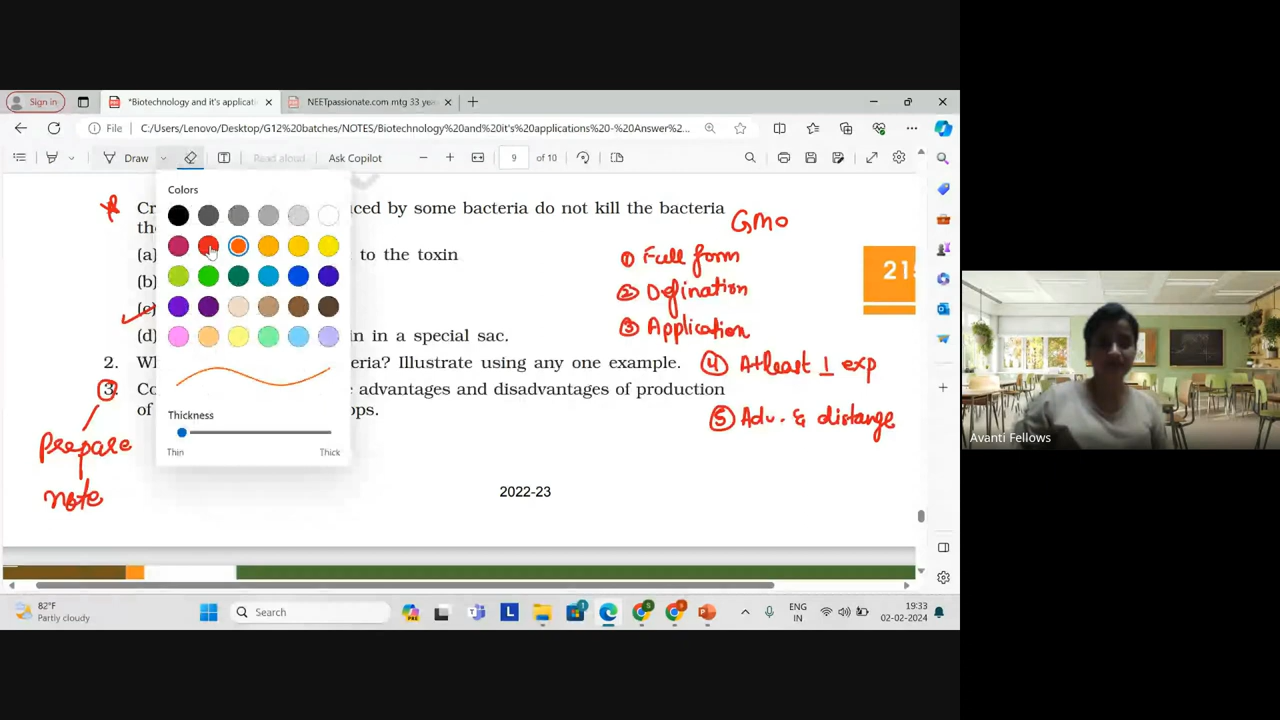 Sign in
*Biotechnology and it's applicati
NEETpassionate.com mtg 33 ye
File
C:/Users/Lenovo/Desktop/G12%20batches/NOTES/Biotechnology%20and%20it's%20applications%20-%20Answer%2...
Draw
Read aloud
Ask Copilot
9
of 10
Colors
uced by some bacteria do not kill the bacteria
GMO
(a)
to the toxin
① Full form
215
(b)
② Defination
(c)
③ Application
(d)
in in a special sac.
2.
eria? Illustrate using any one example.
④ Atleast 1 exp
3.
advantages and disadvantages of production
of
ops.
⑤ Adv. & distange
Thickness
Prepare
note
Thin
Thick
2022-23
Avanti Fellows
82°F
Partly cloudy
Search
ENG
IN
19:33
02-02-2024